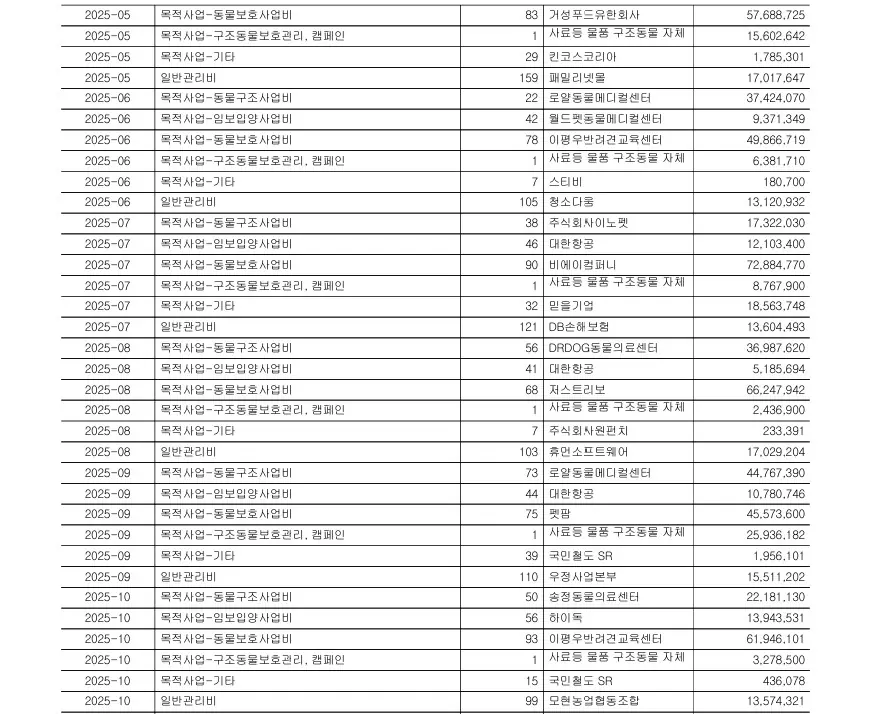 2025-05 목적사업-동물보호사업비 83 거성푸드유한회사 57,688,725
2025-05 목적사업-구조동물보호관리, 캠페인 1 사료등 물품 구조동물 자체 15,602,642
2025-05 목적사업-기타 29 킨코스코리아 1,785,301
2025-05 일반관리비 159 패밀리넷몰 17,017,647
2025-06 목적사업-동물구조사업비 22 로얄동물메디컬센터 37,424,070
2025-06 목적사업-임보입양사업비 42 월드펫동물메디컬센터 9,371,349
2025-06 목적사업-동물보호사업비 78 이평우반려견교육센터 49,866,719
2025-06 목적사업-구조동물보호관리, 캠페인 1 사료등 물품 구조동물 자체 6,381,710
2025-06 목적사업-기타 7 스티비 180,700
2025-06 일반관리비 105 청소다움 13,120,932
2025-07 목적사업-동물구조사업비 38 주식회사이노펫 17,322,030
2025-07 목적사업-임보입양사업비 46 대한항공 12,103,400
2025-07 목적사업-동물보호사업비 90 비에이컴퍼니 72,884,770
2025-07 목적사업-구조동물보호관리, 캠페인 1 사료등 물품 구조동물 자체 8,767,900
2025-07 목적사업-기타 32 믿을기업 18,563,748
2025-07 일반관리비 121 DB손해보험 13,604,493
2025-08 목적사업-동물구조사업비 56 DRDOG동물의료센터 36,987,620
2025-08 목적사업-임보입양사업비 41 대한항공 5,185,694
2025-08 목적사업-동물보호사업비 68 저스트리보 66,247,942
2025-08 목적사업-구조동물보호관리, 캠페인 1 사료등 물품 구조동물 자체 2,436,900
2025-08 목적사업-기타 7 주식회사원펀치 233,391
2025-08 일반관리비 103 휴먼소프트웨어 17,029,204
2025-09 목적사업-동물구조사업비 73 로얄동물메디컬센터 44,767,390
2025-09 목적사업-임보입양사업비 44 대한항공 10,780,746
2025-09 목적사업-동물보호사업비 75 펫팜 45,573,600
2025-09 목적사업-구조동물보호관리, 캠페인 1 사료등 물품 구조동물 자체 25,936,182
2025-09 목적사업-기타 39 국민철도 SR 1,956,101
2025-09 일반관리비 110 우정사업본부 15,511,202
2025-10 목적사업-동물구조사업비 50 송정동물의료센터 22,181,130
2025-10 목적사업-임보입양사업비 56 하이독 13,943,531
2025-10 목적사업-동물보호사업비 93 이평우반려견교육센터 61,946,101
2025-10 목적사업-구조동물보호관리, 캠페인 1 사료등 물품 구조동물 자체 3,278,500
2025-10 목적사업-기타 15 국민철도 SR 436,078
2025-10 일반관리비 99 모현농업협동조합 13,574,321